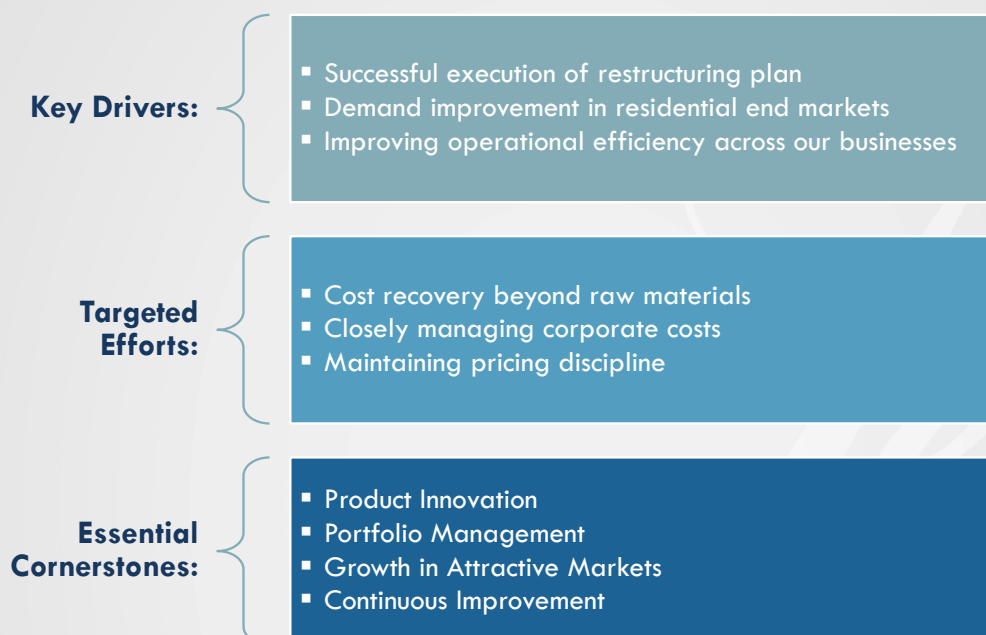 Key Drivers:
▪ Successful execution of restructuring plan
▪ Demand improvement in residential end markets
▪ Improving operational efficiency across our businesses
Targeted
Efforts:
▪ Cost recovery beyond raw materials
▪ Closely managing corporate costs
▪ Maintaining pricing discipline
Essential
Cornerstones:
▪ Product Innovation
▪ Portfolio Management
▪ Growth in Attractive Markets
▪ Continuous Improvement